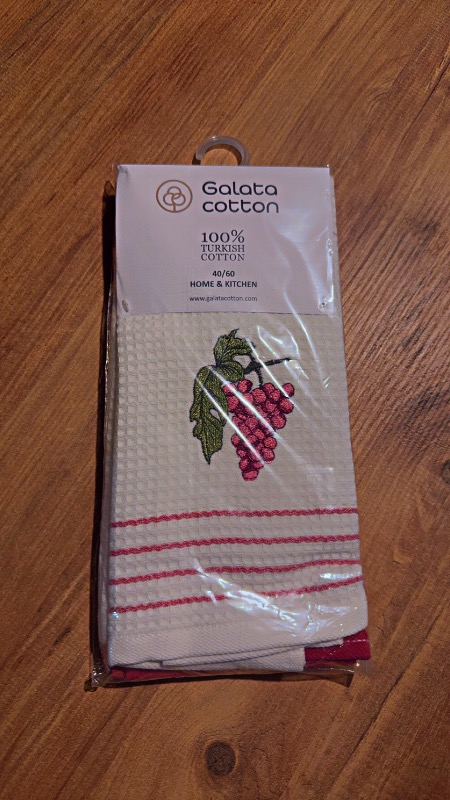 Galata
cotton
100%
TURKISH
COTTON
40/60
HOME & KITCHEN
www.galatacotton.com